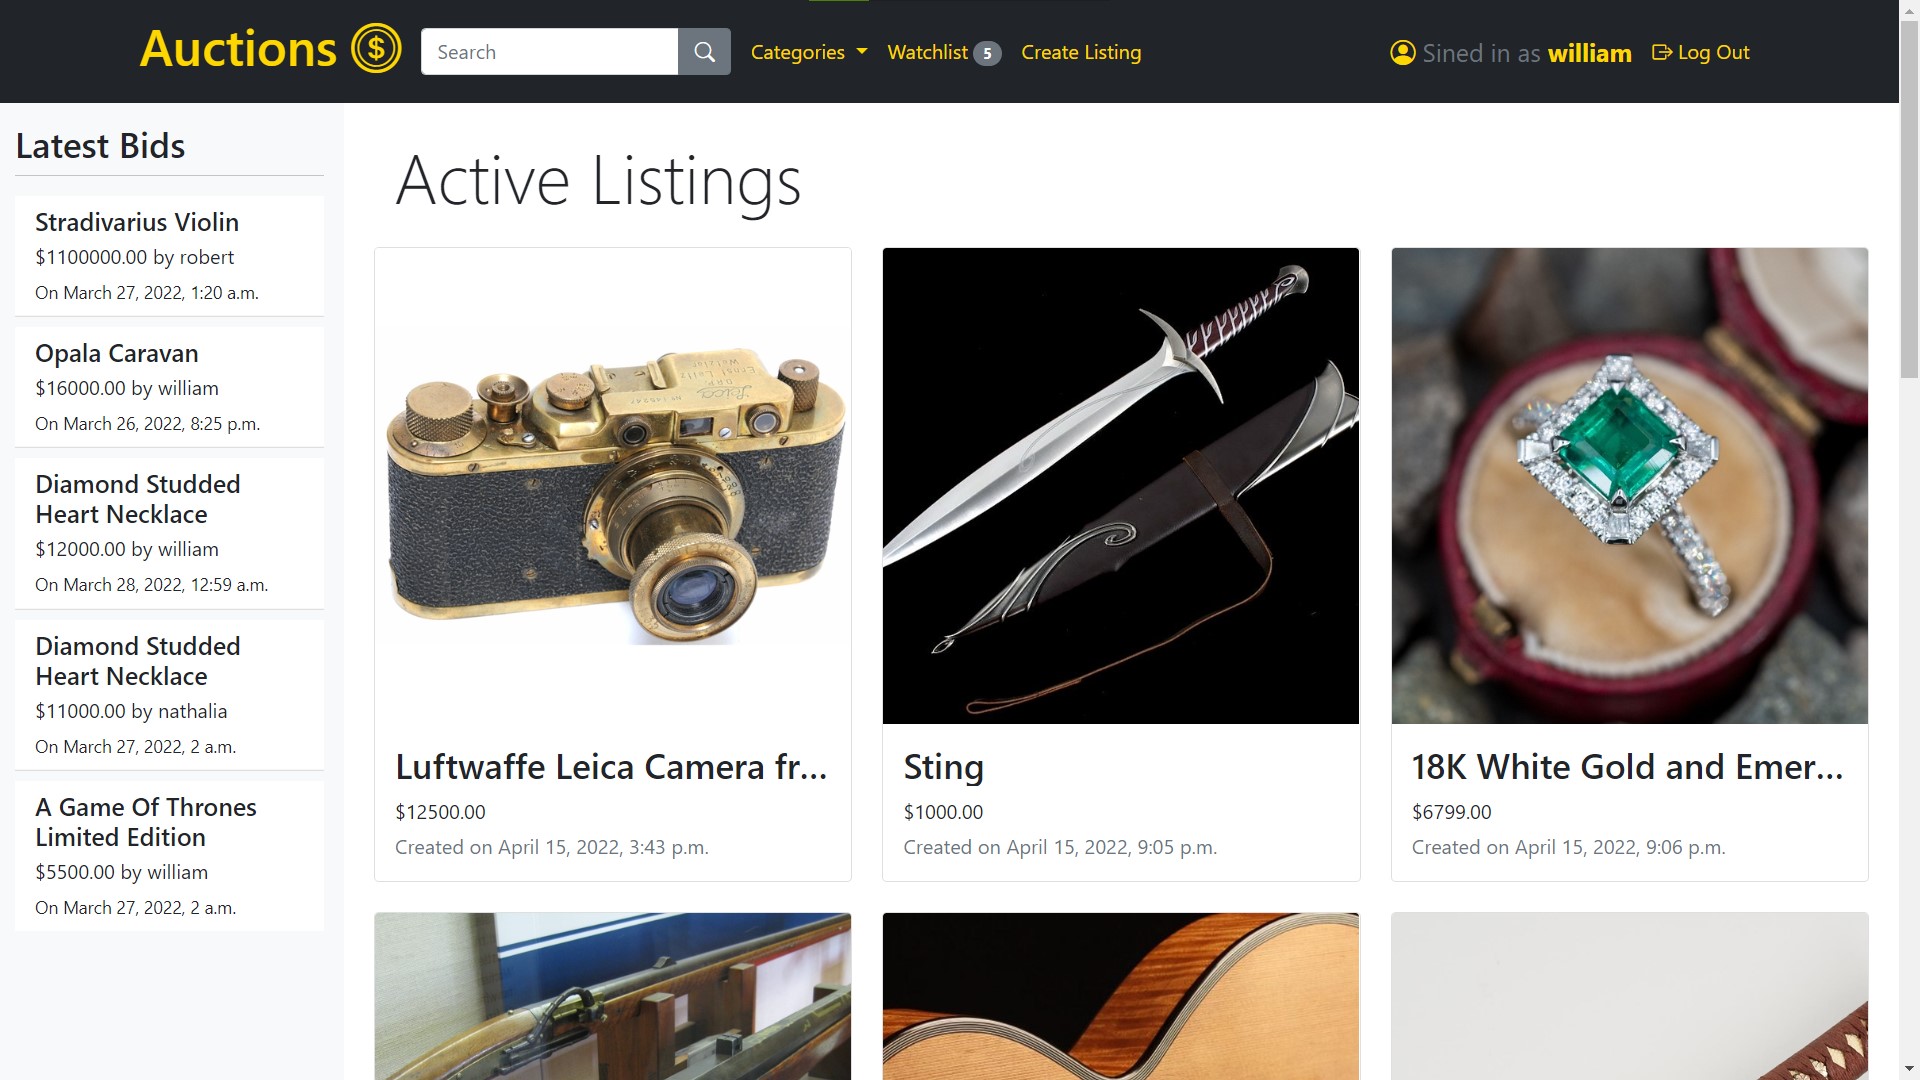 Auctions $
Search
Categories
Watchlist 5
Create Listing
Sined in as william
Log Out
Latest Bids
Stradivarius Violin
$1100000.00 by robert
On March 27, 2022, 1:20 a.m.
Opala Caravan
$16000.00 by william
On March 26, 2022, 8:25 p.m.
Diamond Studded
Heart Necklace
$12000.00 by william
On March 28, 2022, 12:59 a.m.
Diamond Studded
Heart Necklace
$11000.00 by nathalia
On March 27, 2022, 2 a.m.
A Game Of Thrones
Limited Edition
$5500.00 by william
On March 27, 2022, 2 a.m.
Active Listings
Luftwaffe Leica Camera fr...
$12500.00
Created on April 15, 2022, 3:43 p.m.
Sting
$1000.00
Created on April 15, 2022, 9:05 p.m.
18K White Gold and Emer...
$6799.00
Created on April 15, 2022, 9:06 p.m.